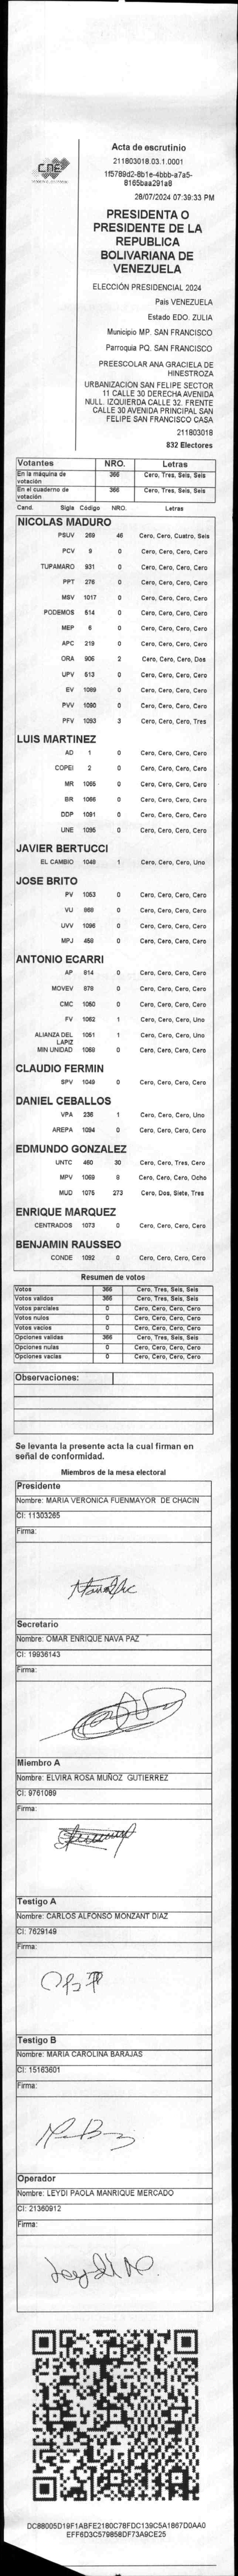 CNE
Acta de escrutinio
211803018.03.1.0001
1f5789d2-8b1e-4bbb-a7a5-
8165baa291a8
28/07/2024 07:39:33 PM
PRESIDENTA O
PRESIDENTE DE LA
REPUBLICA
BOLIVARIANA DE
VENEZUELA
ELECCIÓN PRESIDENCIAL 2024
País VENEZUELA
Estado EDO. ZULIA
Municipio MP. SAN FRANCISCO
Parroquia PQ. SAN FRANCISCO
PREESCOLAR ANA GRACIELA DE
HINESTROZA
URBANIZACION SAN FELIPE SECTOR
11 CALLE 30 DERECHA AVENIDA
NULL. IZQUIERDA CALLE 32. FRENTE
CALLE 30 AVENIDA PRINCIPAL SAN
FELIPE SAN FRANCISCO CASA
211803018
832 Electores
Votantes NRO. Letras
En la máquina de votación 366 Cero, Tres, Seis, Seis
En el cuaderno de votación 366 Cero, Tres, Seis, Seis
Cand. Sigla Código NRO. Letras
NICOLAS MADURO
PSUV 269 46 Cero, Cero, Cuatro, Seis
PCV 9 0 Cero, Cero, Cero, Cero
TUPAMARO 931 0 Cero, Cero, Cero, Cero
PPT 276 0 Cero, Cero, Cero, Cero
MSV 1017 0 Cero, Cero, Cero, Cero
PODEMOS 514 0 Cero, Cero, Cero, Cero
MEP 6 0 Cero, Cero, Cero, Cero
APC 219 0 Cero, Cero, Cero, Cero
ORA 906 2 Cero, Cero, Cero, Dos
UPV 513 0 Cero, Cero, Cero, Cero
EV 1089 0 Cero, Cero, Cero, Cero
PVV 1090 0 Cero, Cero, Cero, Cero
PFV 1093 3 Cero, Cero, Cero, Tres
LUIS MARTINEZ
AD 1 0 Cero, Cero, Cero, Cero
COPEI 2 0 Cero, Cero, Cero, Cero
MR 1065 0 Cero, Cero, Cero, Cero
BR 1066 0 Cero, Cero, Cero, Cero
DDP 1091 0 Cero, Cero, Cero, Cero
UNE 1095 0 Cero, Cero, Cero, Cero
JAVIER BERTUCCI
EL CAMBIO 1048 1 Cero, Cero, Cero, Uno
JOSE BRITO
PV 1053 0 Cero, Cero, Cero, Cero
VU 868 0 Cero, Cero, Cero, Cero
UVV 1096 0 Cero, Cero, Cero, Cero
MPJ 458 0 Cero, Cero, Cero, Cero
ANTONIO ECARRI
AP 814 0 Cero, Cero, Cero, Cero
MOVEV 878 0 Cero, Cero, Cero, Cero
CMC 1050 0 Cero, Cero, Cero, Cero
FV 1062 1 Cero, Cero, Cero, Uno
ALIANZA DEL LAPIZ 1051 1 Cero, Cero, Cero, Uno
MIN UNIDAD 1068 0 Cero, Cero, Cero, Cero
CLAUDIO FERMIN
SPV 1049 0 Cero, Cero, Cero, Cero
DANIEL CEBALLOS
VPA 236 1 Cero, Cero, Cero, Uno
AREPA 1094 0 Cero, Cero, Cero, Cero
EDMUNDO GONZALEZ
UNTC 480 30 Cero, Cero, Tres, Cero
MPV 1069 8 Cero, Cero, Cero, Ocho
MUD 1075 273 Cero, Dos, Siete, Tres
ENRIQUE MARQUEZ
CENTRADOS 1073 0 Cero, Cero, Cero, Cero
BENJAMIN RAUSSEO
CONDE 1092 0 Cero, Cero, Cero, Cero
Resumen de votos
Votos 366 Cero, Tres, Seis, Seis
Votos validos 366 Cero, Tres, Seis, Seis
Votos parciales 0 Cero, Cero, Cero, Cero
Votos nulos 0 Cero, Cero, Cero, Cero
Votos vacios 0 Cero, Cero, Cero, Cero
Opciones validas 366 Cero, Tres, Seis, Seis
Opciones nulas 0 Cero, Cero, Cero, Cero
Opciones vacias 0 Cero, Cero, Cero, Cero
Observaciones:
Se levanta la presente acta la cual firman en
señal de conformidad.
Miembros de la mesa electoral
Presidente
Nombre: MARIA VERONICA FUENMAYOR DE CHACIN
CI: 11303265
Firma:
Secretario
Nombre: OMAR ENRIQUE NAVA PAZ
CI: 19936143
Firma:
Miembro A
Nombre: ELVIRA ROSA MUÑOZ GUTIERREZ
CI: 9761089
Firma:
Testigo A
Nombre: CARLOS ALFONSO MONZANT DIAZ
CI: 7629149
Firma:
Testigo B
Nombre: MARIA CAROLINA BARAJAS
CI: 15163601
Firma:
Operador
Nombre: LEYDI PAOLA MANRIQUE MERCADO
CI: 21360912
Firma:
DC88005D19F1ABFE2180C78FDC139C5A1867D0AA0
EFF6D3C579856DF73A9CE25